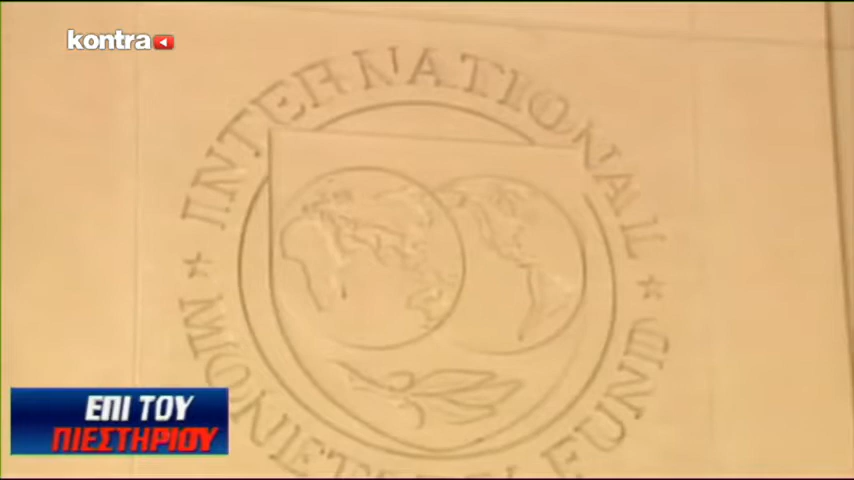 kontra
INTERNATIONAL
MONETARY FUND
ΕΠΙ ΤΟΥ
ΠΙΕΣΤΗΡΙΟΥ